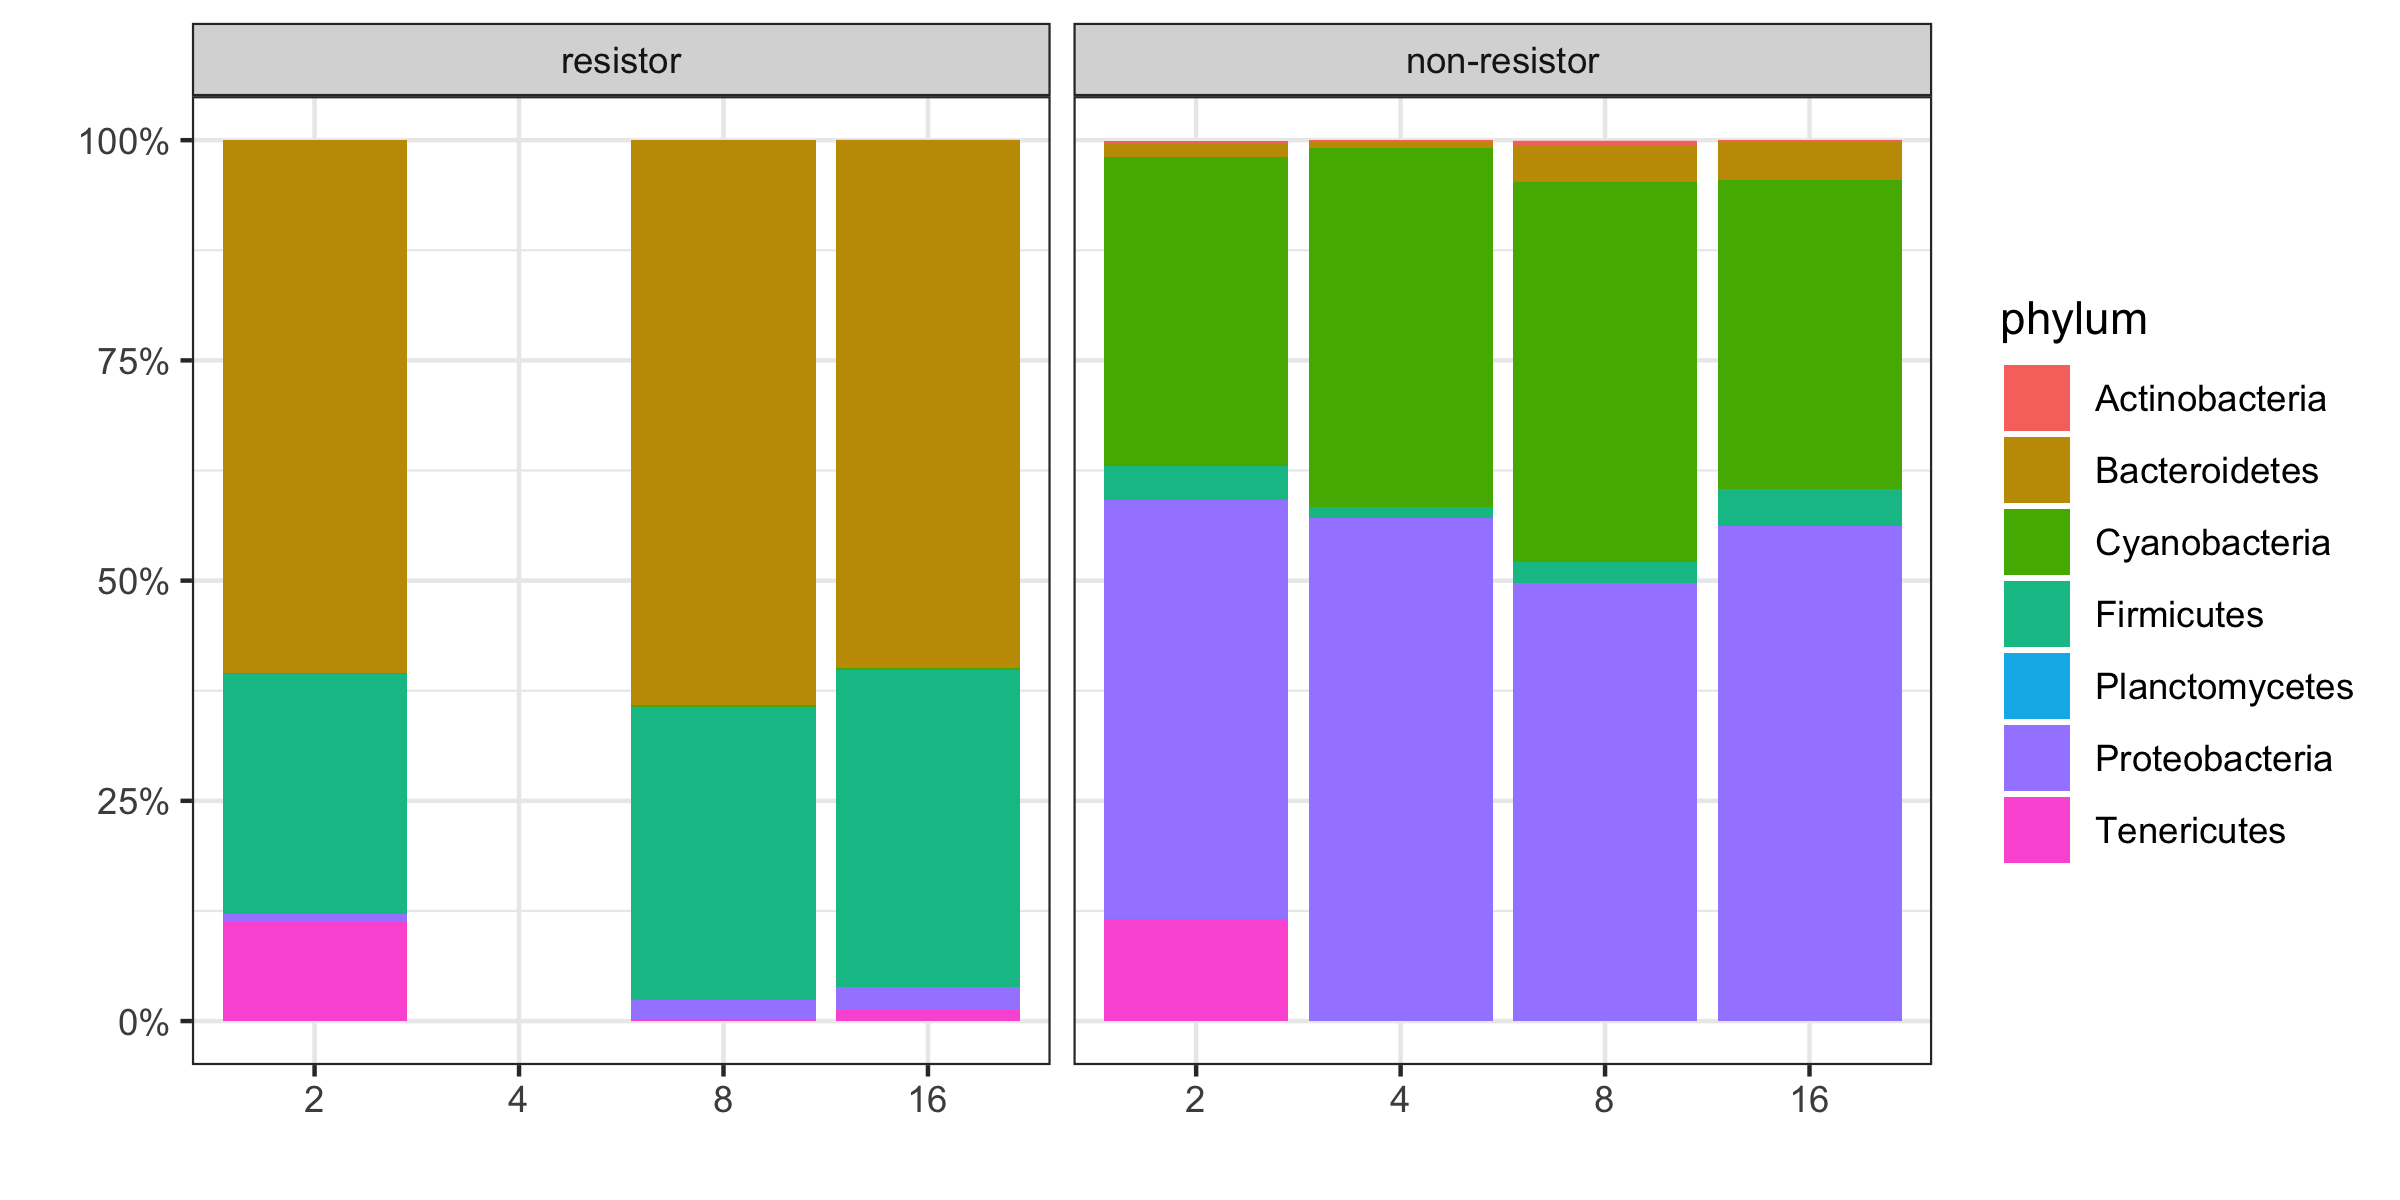 resistor
non-resistor
100%
75%
50%
25%
0%
2
4
8
16
2
4
8
16
phylum
Actinobacteria
Bacteroidetes
Cyanobacteria
Firmicutes
Planctomycetes
Proteobacteria
Tenericutes